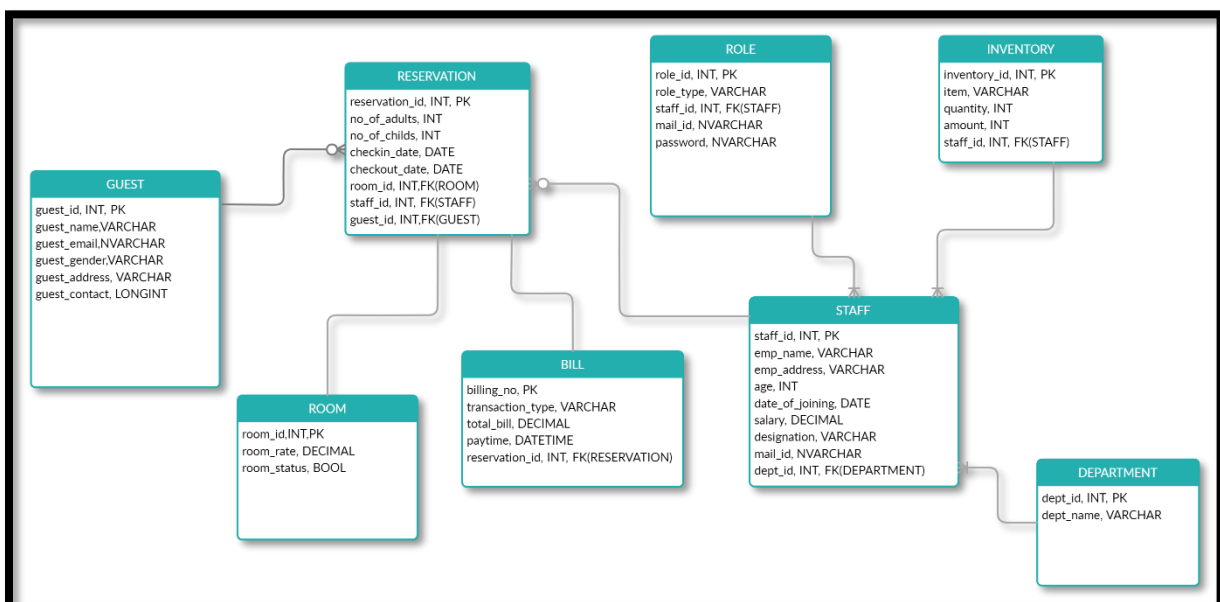 RESERVATION
reservation_id, INT, PK
no_of_adults, INT
no_of_childs, INT
checkin_date, DATE
checkout_date, DATE
room_id, INT,FK(ROOM)
staff_id, INT, FK(STAFF)
guest_id, INT,FK(GUEST)
ROLE
role_id, INT, PK
role_type, VARCHAR
staff_id, INT, FK(STAFF)
mail_id, NVARCHAR
password, NVARCHAR
INVENTORY
inventory_id, INT, PK
item, VARCHAR
quantity, INT
amount, INT
staff_id, INT, FK(STAFF)
GUEST
guest_id, INT, PK
guest_name,VARCHAR
guest_email,NVARCHAR
guest_gender,VARCHAR
guest_address, VARCHAR
guest_contact, LONGINT
ROOM
room_id,INT,PK
room_rate, DECIMAL
room_status, BOOL
BILL
billing_no, PK
transaction_type, VARCHAR
total_bill, DECIMAL
paytime, DATETIME
reservation_id, INT, FK(RESERVATION)
STAFF
staff_id, INT, PK
emp_name, VARCHAR
emp_address, VARCHAR
age, INT
date_of_joining, DATE
salary, DECIMAL
designation, VARCHAR
mail_id, NVARCHAR
dept_id, INT, FK(DEPARTMENT)
DEPARTMENT
dept_id, INT, PK
dept_name, VARCHAR